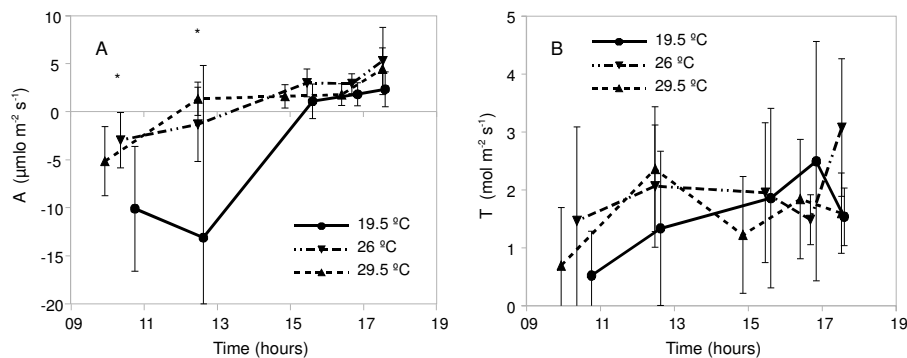 10
5
0
-5
-10
-15
-20
A (µmlo m⁻² s⁻¹)
A
*
*
19.5 ºC
26 ºC
29.5 ºC
09 11 13 15 17 19
Time (hours)
5
4
3
2
1
0
T (mol m⁻² s⁻¹)
B
19.5 ºC
26 ºC
29.5 ºC
09 11 13 15 17 19
Time (hours)